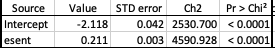 Source Value STD error Ch2 Pr > Chi²
Intercept -2.118 0.042 2530.700 < 0.0001
esent 0.211 0.003 4590.928 < 0.0001